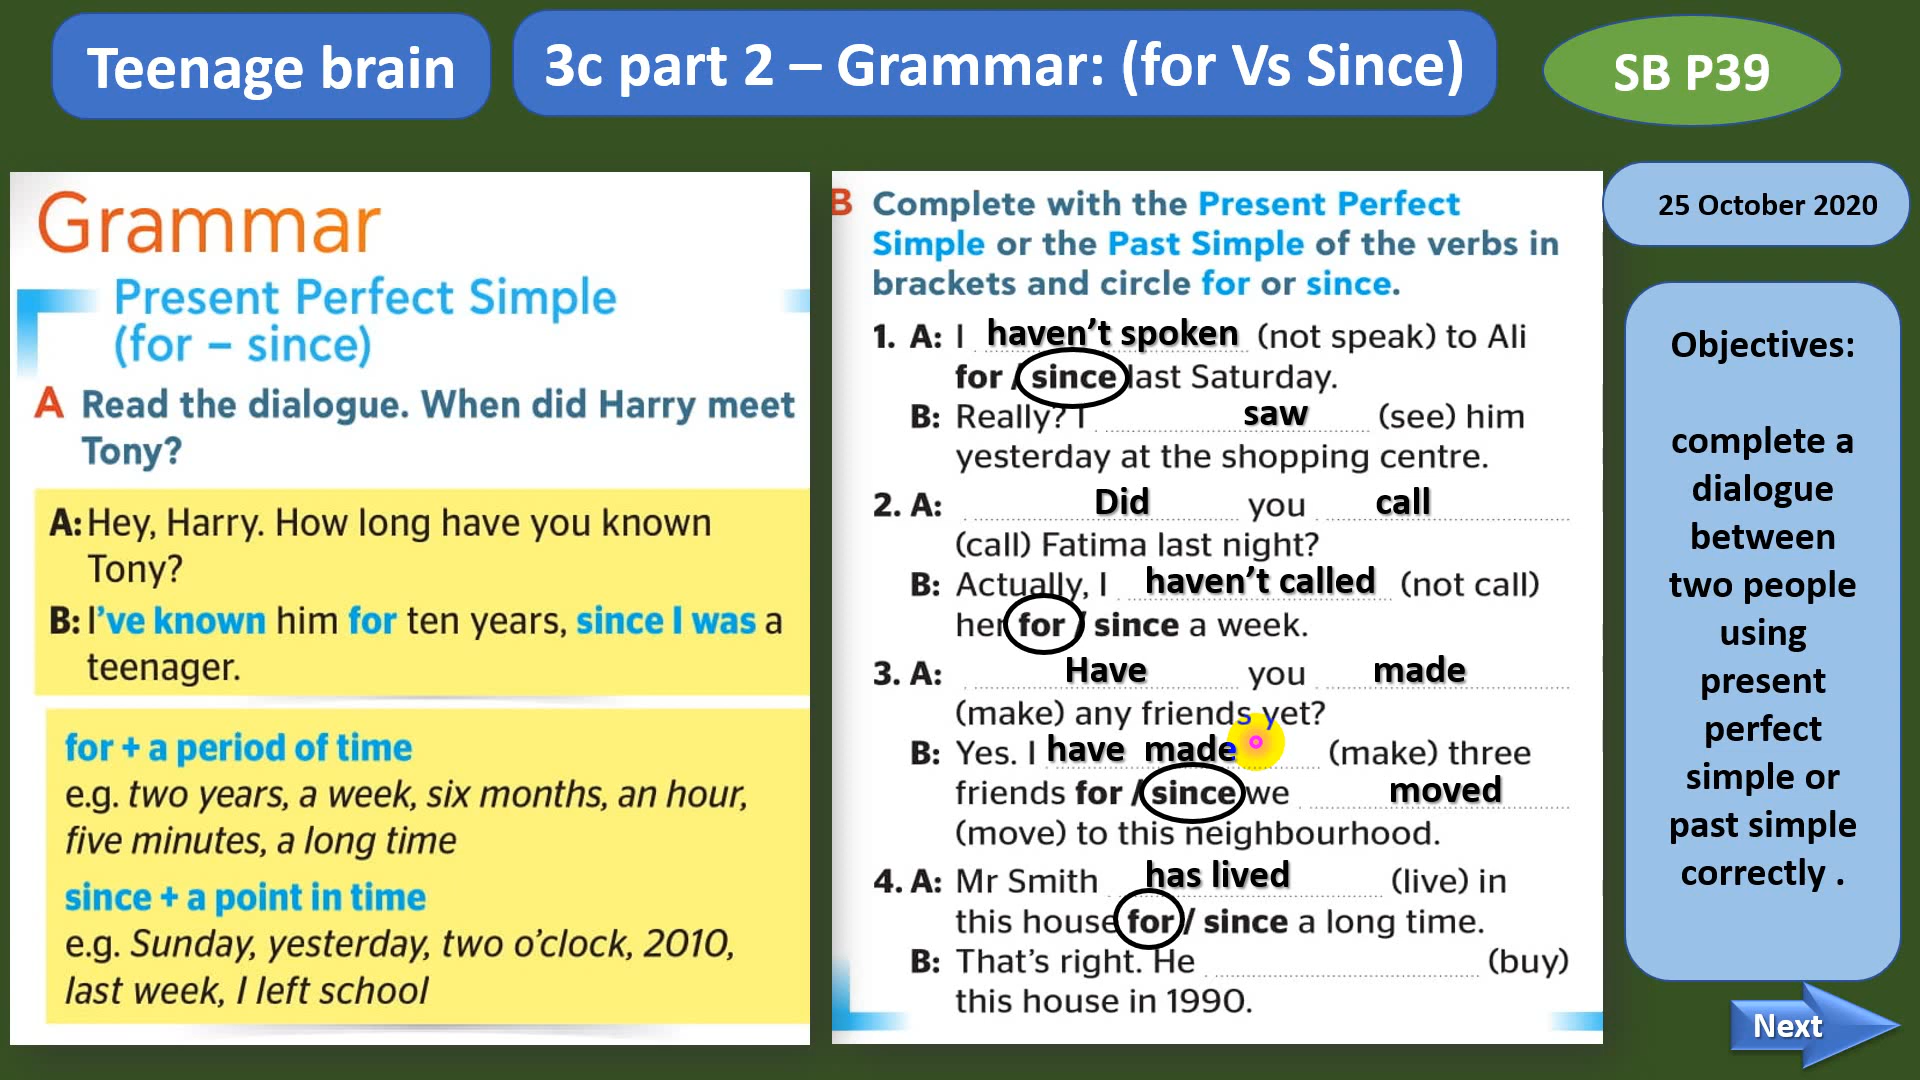 Teenage brain
3c part 2 – Grammar: (for Vs Since)
SB P39
Grammar
Present Perfect Simple
(for – since)
A Read the dialogue. When did Harry meet
Tony?
A: Hey, Harry. How long have you known
Tony?
B: I've known him for ten years, since I was a
teenager.
for + a period of time
e.g. two years, a week, six months, an hour,
five minutes, a long time
since + a point in time
e.g. Sunday, yesterday, two o'clock, 2010,
last week, I left school
B Complete with the Present Perfect
Simple or the Past Simple of the verbs in
brackets and circle for or since.
1. A: I haven't spoken (not speak) to Ali
for / since last Saturday.
B: Really? I saw (see) him
yesterday at the shopping centre.
2. A: Did you call
(call) Fatima last night?
B: Actually, I haven't called (not call)
her for / since a week.
3. A: Have you made
(make) any friends yet?
B: Yes. I have made (make) three
friends for / since we moved
(move) to this neighbourhood.
4. A: Mr Smith has lived (live) in
this house for / since a long time.
B: That's right. He (buy)
this house in 1990.
25 October 2020
Objectives:
complete a
dialogue
between
two people
using
present
perfect
simple or
past simple
correctly .
Next